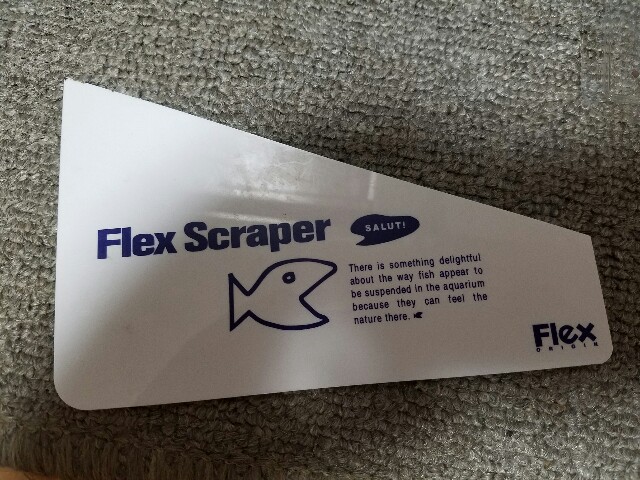 Flex Scraper
SALUT!
There is something delightful
about the way fish appear to
be suspended in the aquarium
because they can feel the
nature there.
Flex
ORIGIN